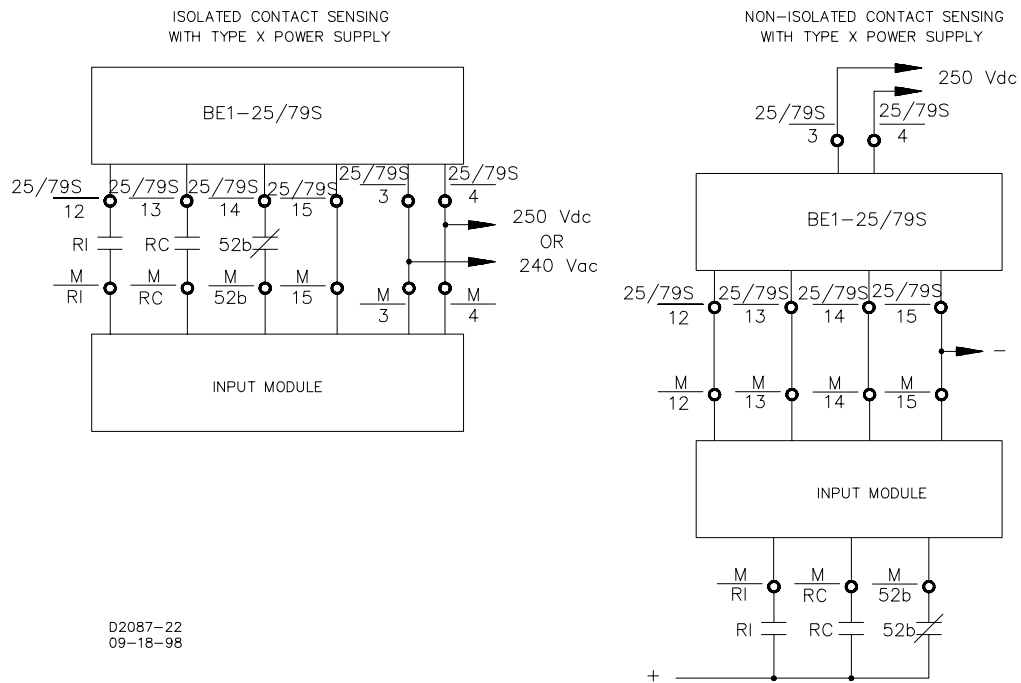 ISOLATED CONTACT SENSING
WITH TYPE X POWER SUPPLY
BE1-25/79S
25/79S
12
25/79S
13
25/79S
14
25/79S
15
25/79S
3
25/79S
4
250 Vdc
OR
240 Vac
RI
RC
52b
M
RI
M
RC
M
52b
M
15
M
3
M
4
INPUT MODULE
D2087-22
09-18-98
NON-ISOLATED CONTACT SENSING
WITH TYPE X POWER SUPPLY
250 Vdc
25/79S
3
25/79S
4
BE1-25/79S
25/79S
12
25/79S
13
25/79S
14
25/79S
15
-
M
12
M
13
M
14
M
15
INPUT MODULE
M
RI
M
RC
M
52b
RI
RC
52b
+